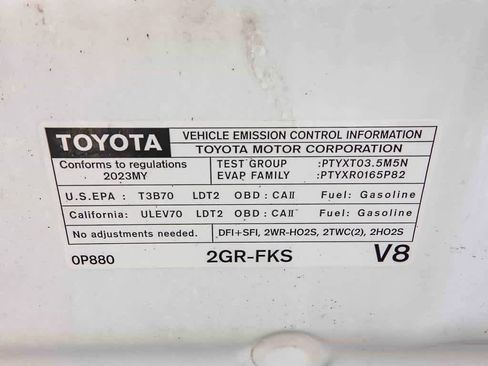 TOYOTA VEHICLE EMISSION CONTROL INFORMATION
TOYOTA MOTOR CORPORATION
Conforms to regulations TEST GROUP :PTYXT03.5M5N
2023MY EVAP FAMILY :PTYXR0165P82
U.S.EPA : T3B70 LDT2 OBD : CAII Fuel: Gasoline
California: ULEV70 LDT2 OBD : CAII Fuel: Gasoline
No adjustments needed. DFI+SFI, 2WR-HO2S, 2TWC(2), 2HO2S
0P880 2GR-FKS V8